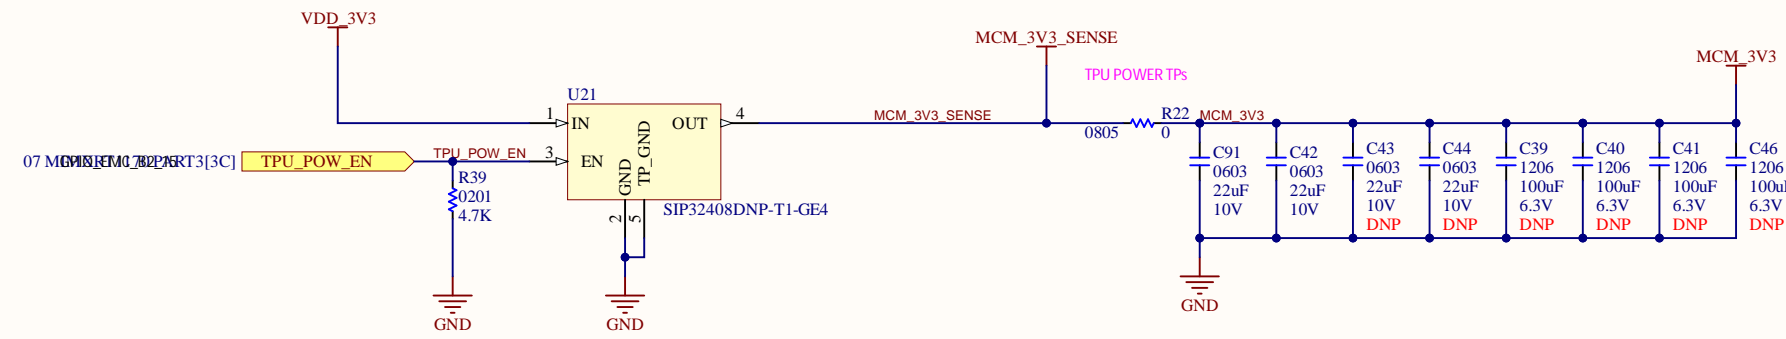 VDD_3V3
MCM_3V3_SENSE
MCM_3V3
TPU POWER TPs
U21
1
IN
OUT
4
MCM_3V3_SENSE
0805
R22
0
MCM_3V3
TPU_POW_EN
TPU_POW_EN
3
EN
GND
TP_GND
2
5
SIP32408DNP-T1-GE4
R39
0201
4.7K
C91
0603
22uF
10V
C42
0603
22uF
10V
C43
0603
22uF
10V
DNP
C44
0603
22uF
10V
DNP
C39
1206
100uF
6.3V
DNP
C40
1206
100uF
6.3V
DNP
C41
1206
100uF
6.3V
DNP
C46
1206
100u
6.3V
DNP
GND
GND
GND